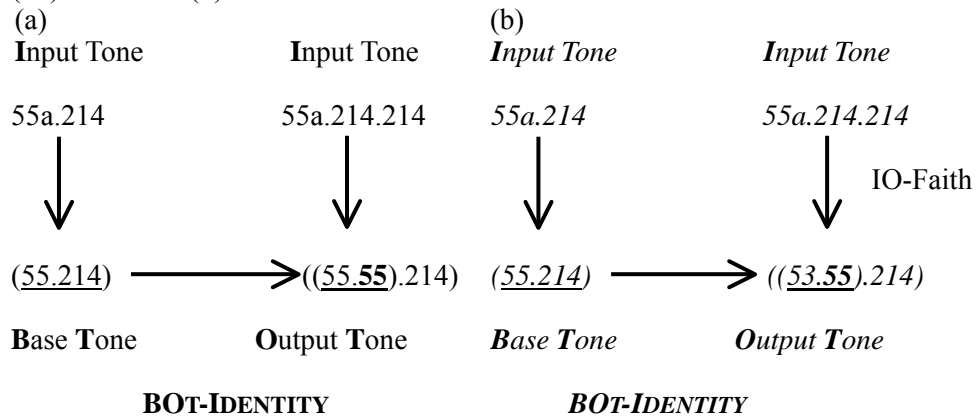 (a) (b)
Input Tone Input Tone Input Tone Input Tone
55a.214 55a.214.214 55a.214 55a.214.214
IO-Faith
(55.214) ((55.55).214) (55.214) ((53.55).214)
Base Tone Output Tone Base Tone Output Tone
BOT-IDENTITY BOT-IDENTITY